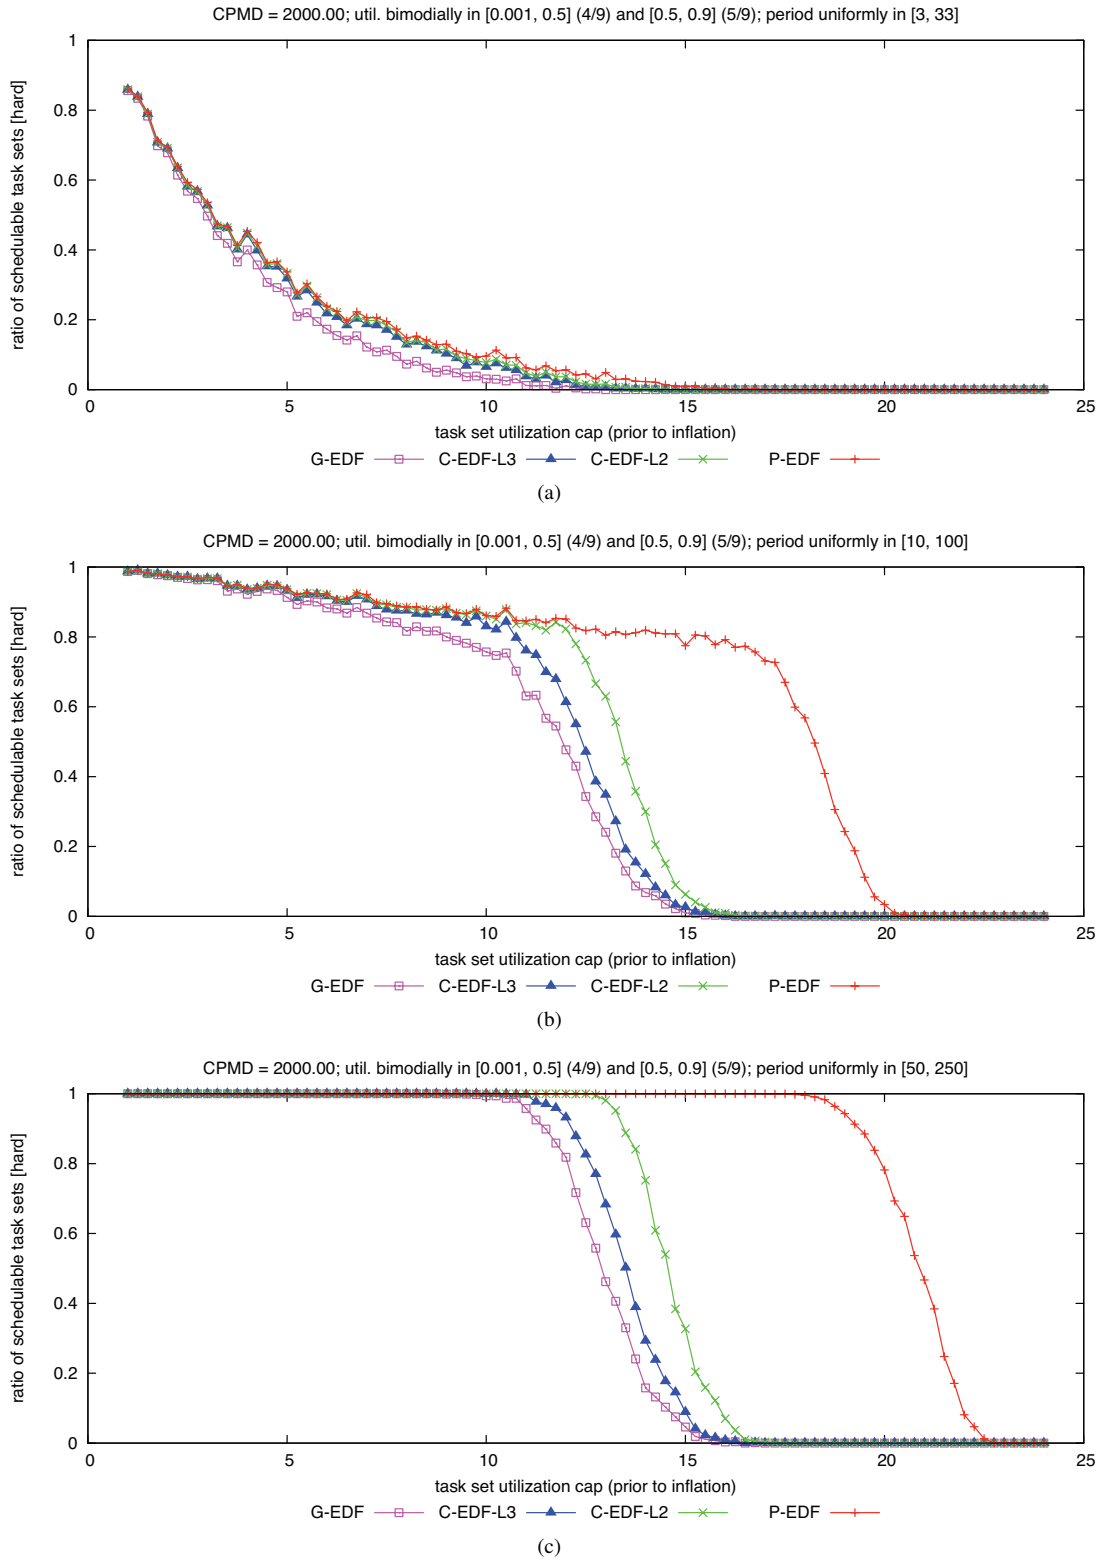 CPMD = 2000.00; util. bimodially in [0.001, 0.5] (4/9) and [0.5, 0.9] (5/9); period uniformly in [3, 33]
ratio of schedulable task sets [hard]
1
0.8
0.6
0.4
0.2
0
0 5 10 15 20 25
task set utilization cap (prior to inflation)
G-EDF C-EDF-L3 C-EDF-L2 P-EDF
(a)
CPMD = 2000.00; util. bimodially in [0.001, 0.5] (4/9) and [0.5, 0.9] (5/9); period uniformly in [10, 100]
ratio of schedulable task sets [hard]
1
0.8
0.6
0.4
0.2
0
0 5 10 15 20 25
task set utilization cap (prior to inflation)
G-EDF C-EDF-L3 C-EDF-L2 P-EDF
(b)
CPMD = 2000.00; util. bimodially in [0.001, 0.5] (4/9) and [0.5, 0.9] (5/9); period uniformly in [50, 250]
ratio of schedulable task sets [hard]
1
0.8
0.6
0.4
0.2
0
0 5 10 15 20 25
task set utilization cap (prior to inflation)
G-EDF C-EDF-L3 C-EDF-L2 P-EDF
(c)